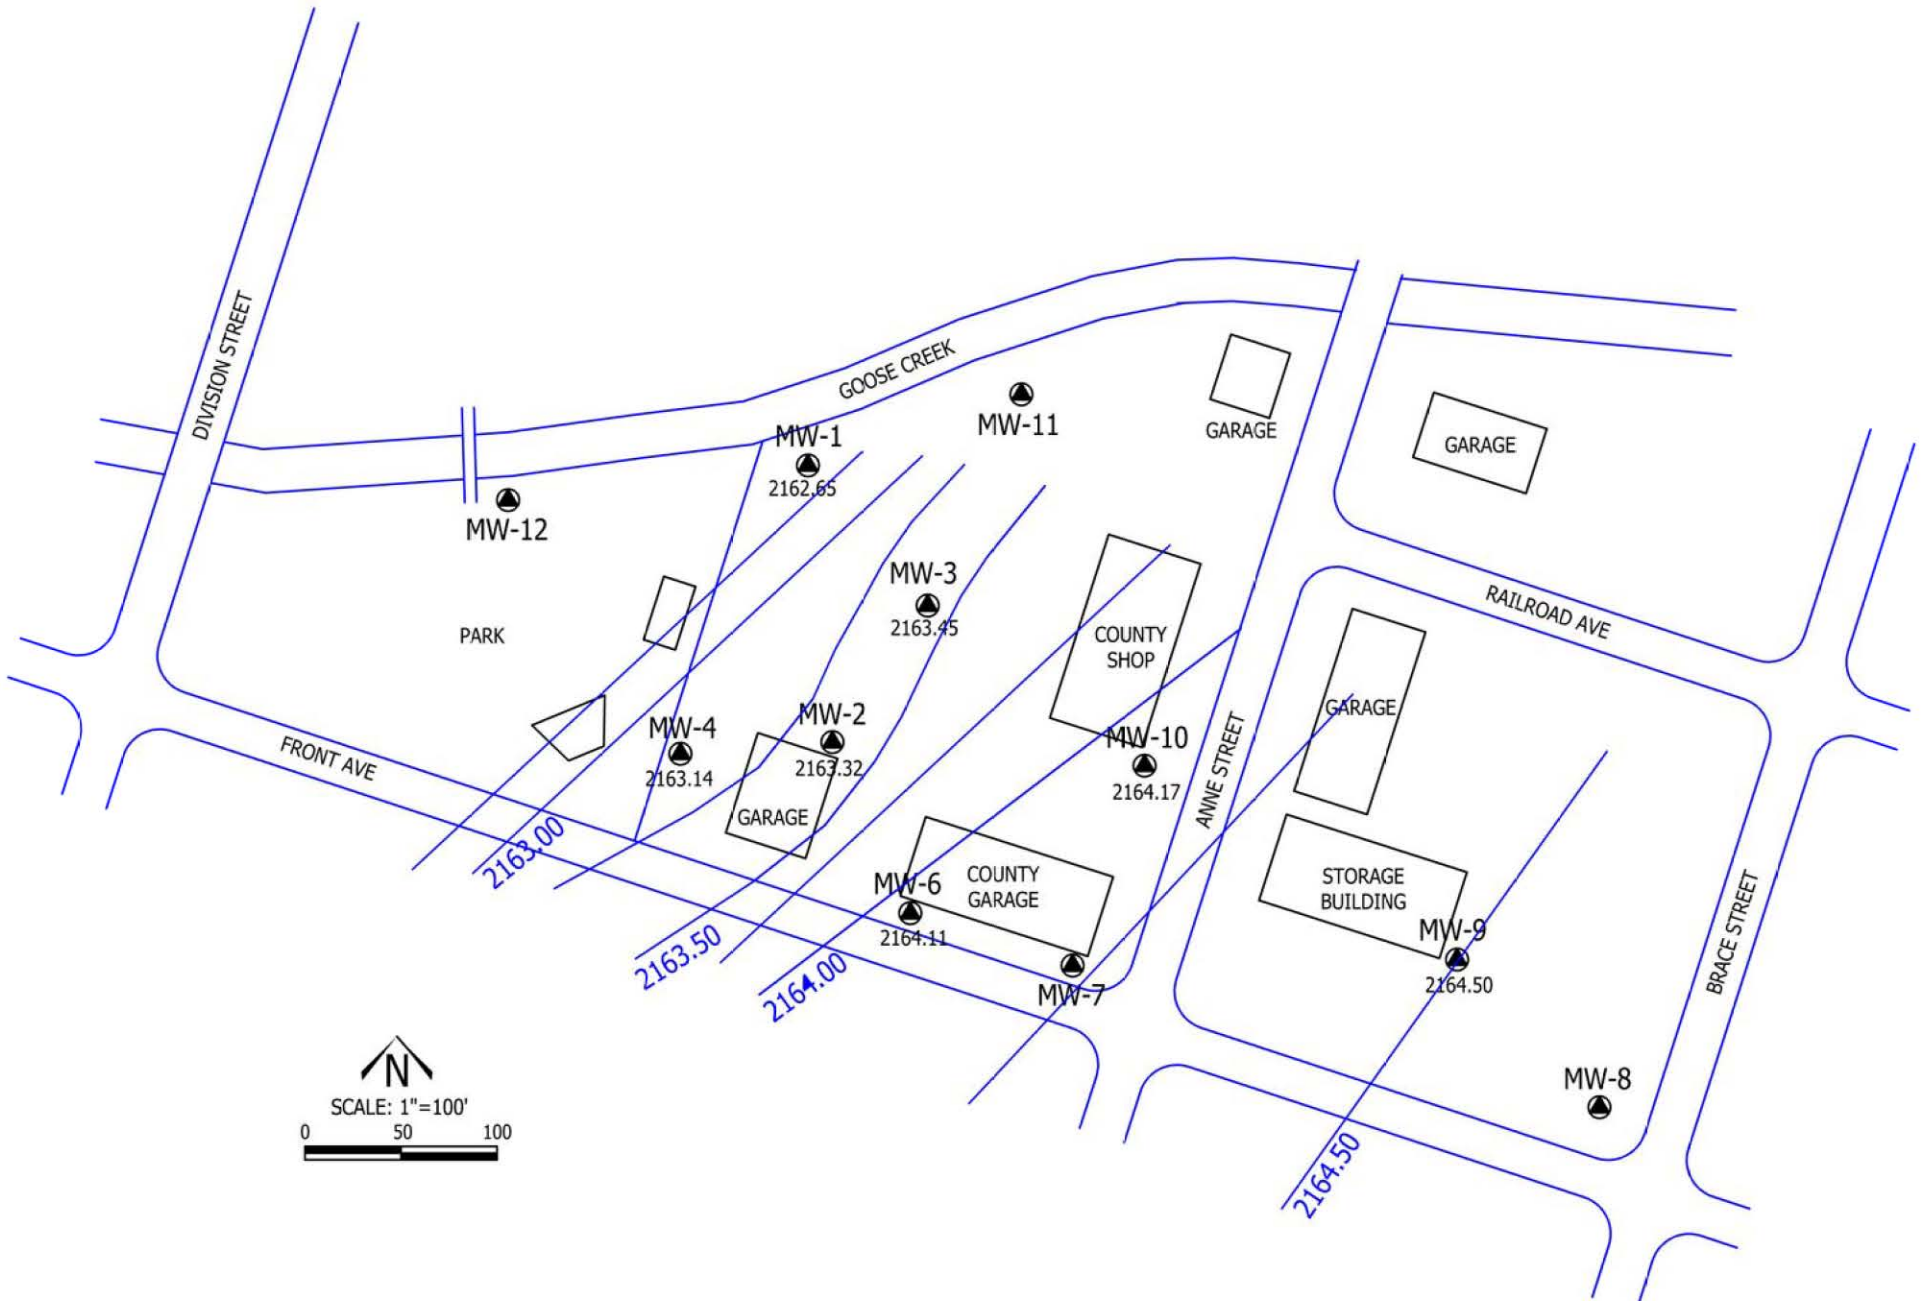 DIVISION STREET
GOOSE CREEK
MW-11
GARAGE
GARAGE
MW-1
2162.65
MW-12
MW-3
2163.45
PARK
COUNTY
SHOP
RAILROAD AVE
GARAGE
MW-4
2163.14
MW-2
2163.32
MW-10
2164.17
ANNE STREET
FRONT AVE
GARAGE
2163.00
MW-6
2164.11
COUNTY
GARAGE
STORAGE
BUILDING
MW-9
2164.50
BRACE STREET
2163.50
2164.00
MW-7
MW-8
2164.50
N
SCALE: 1"=100'
0 50 100